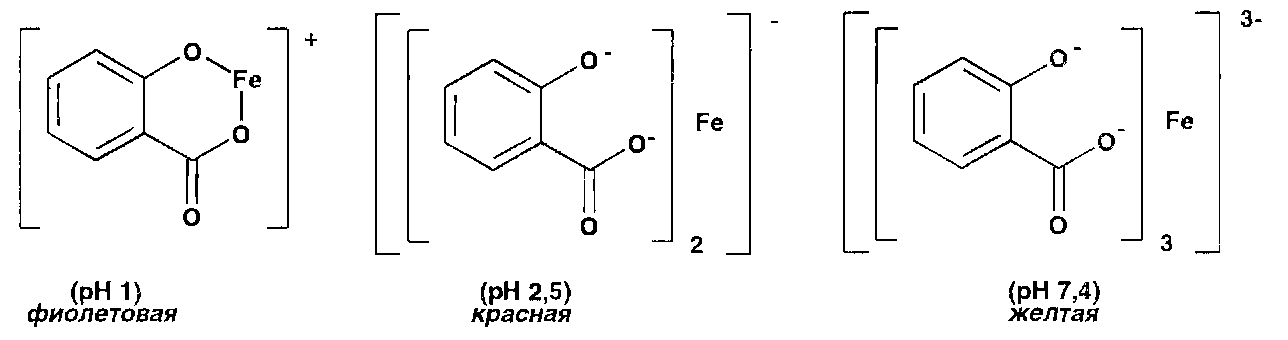 +
O
Fe
O
O
-
O-
O-
Fe
O
2
3-
O-
O-
Fe
O
3
(pH 1)
фиолетовая
(pH 2,5)
красная
(pH 7,4)
желтая